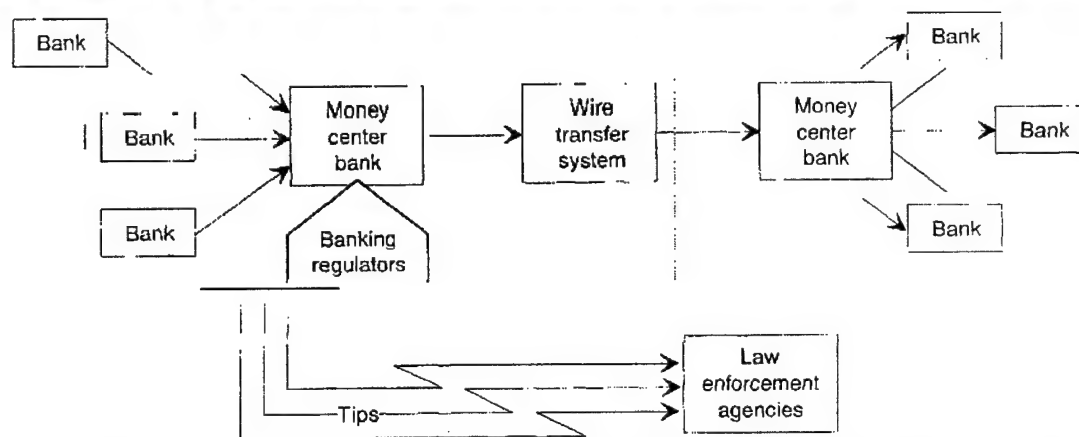 Bank
Bank
Bank
Money
center
bank
Banking
regulators
Wire
transfer
system
Money
center
bank
Bank
Bank
Bank
Tips
Law
enforcement
agencies